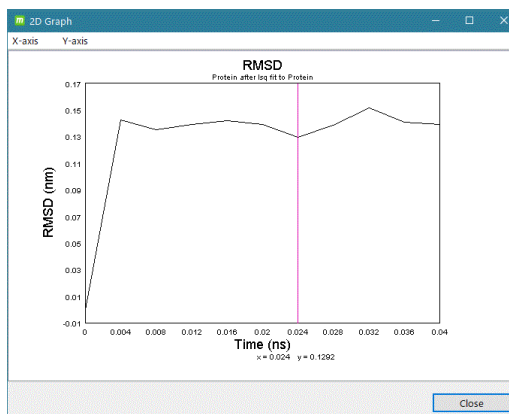 m 2D Graph
X-axis Y-axis
RMSD
Protein after lsq fit to Protein
RMSD (nm)
0.17
0.15
0.13
0.11
0.09
0.07
0.05
0.03
0.01
-0.01
0 0.004 0.008 0.012 0.016 0.02 0.024 0.028 0.032 0.036 0.04
Time (ns)
x = 0.024 y = 0.1292
Close